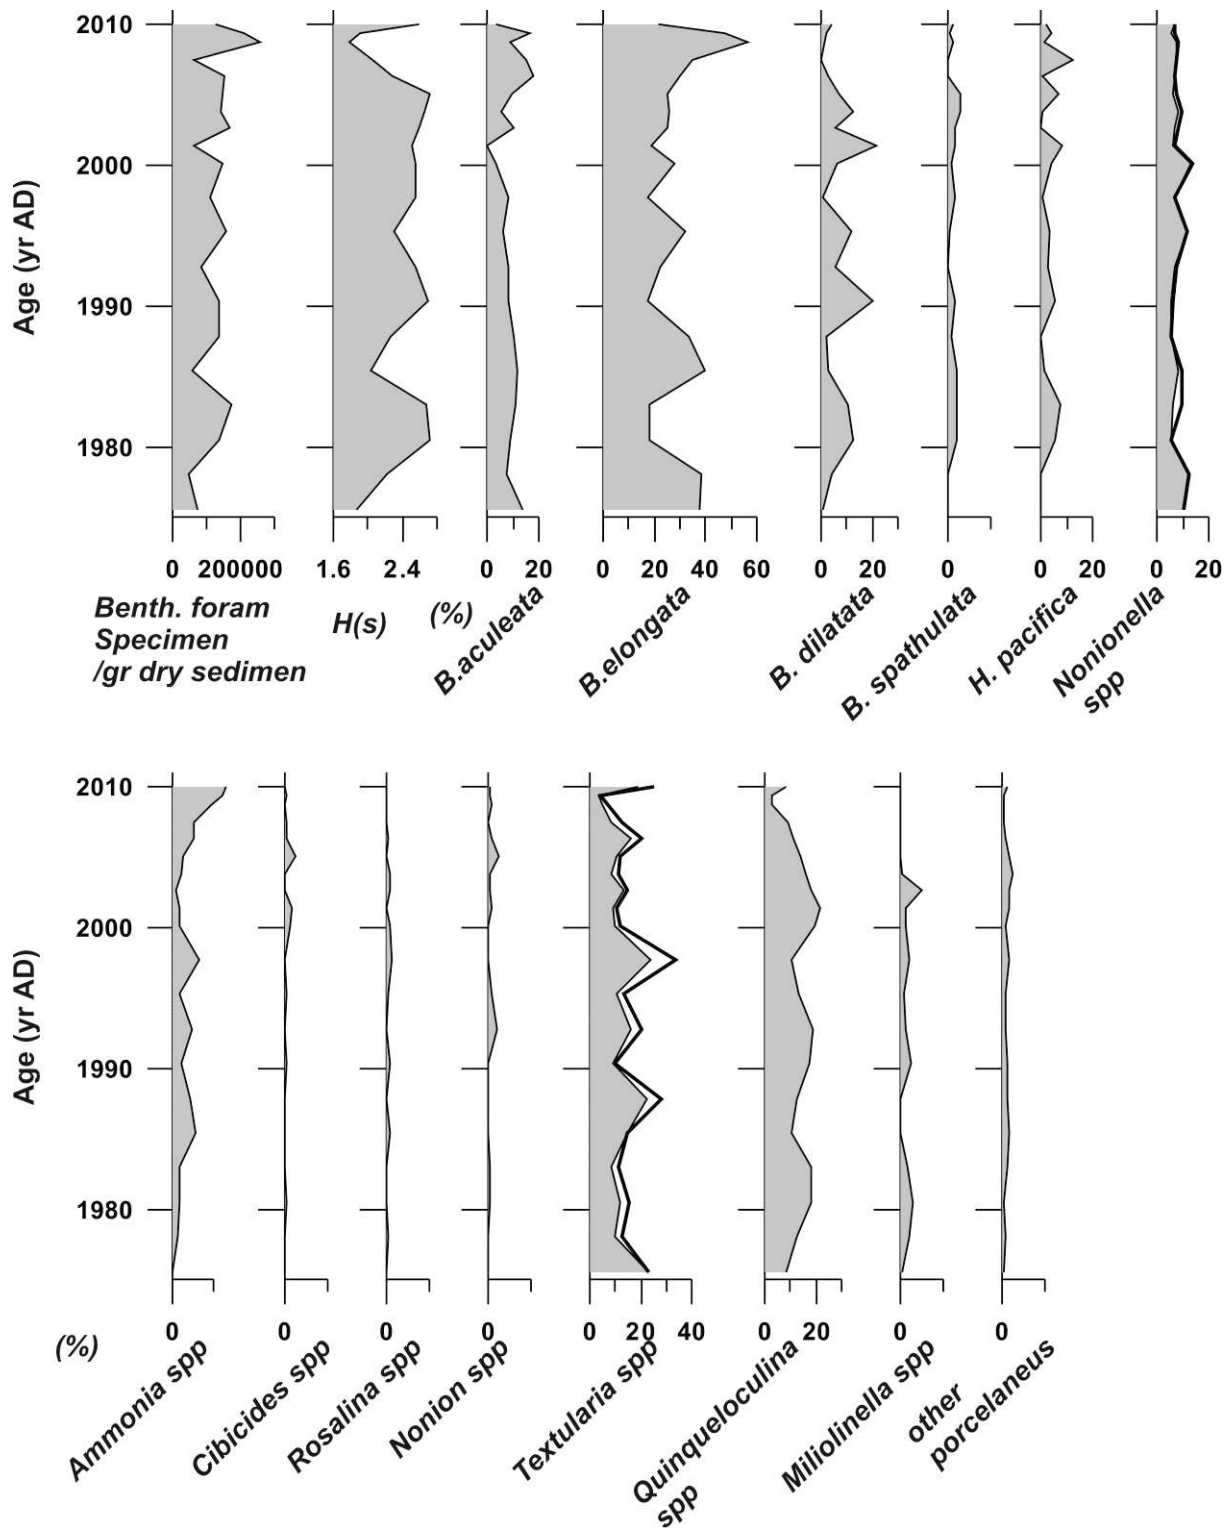 2010
2000
1990
1980
Age (yr AD)
0 200000
1.6 2.4
0 20
0 20 40 60
0 20
0
0 20
0 20
Benth. foram
Specimen
/gr dry sedimen
H(s)
(%)
B.aculeata
B.elongata
B. dilatata
B. spathulata
H. pacifica
Nonionella
spp
2010
2000
1990
1980
Age (yr AD)
0
0
0
0
0 20 40
0 20
0
0
(%)
Ammonia spp
Cibicides spp
Rosalina spp
Nonion spp
Textularia spp
Quinqueloculina
spp
Miliolinella spp
other
porcelaneus